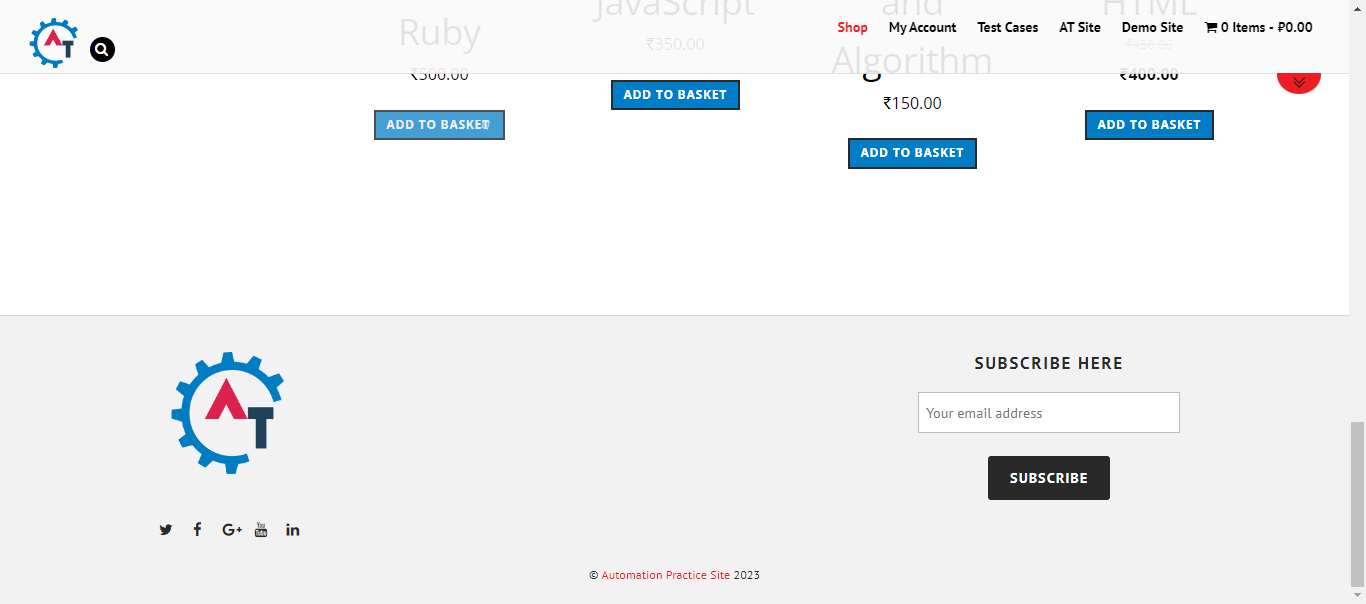 Shop My Account Test Cases AT Site Demo Site 0 Items - ₽0.00
Ruby
JavaScript
and
Algorithm
HTML
₹500.00
₹350.00
₹150.00
₹450.00
₹400.00
ADD TO BASKET
ADD TO BASKET
ADD TO BASKET
ADD TO BASKET
AT
AT
SUBSCRIBE HERE
Your email address
SUBSCRIBE
© Automation Practice Site 2023